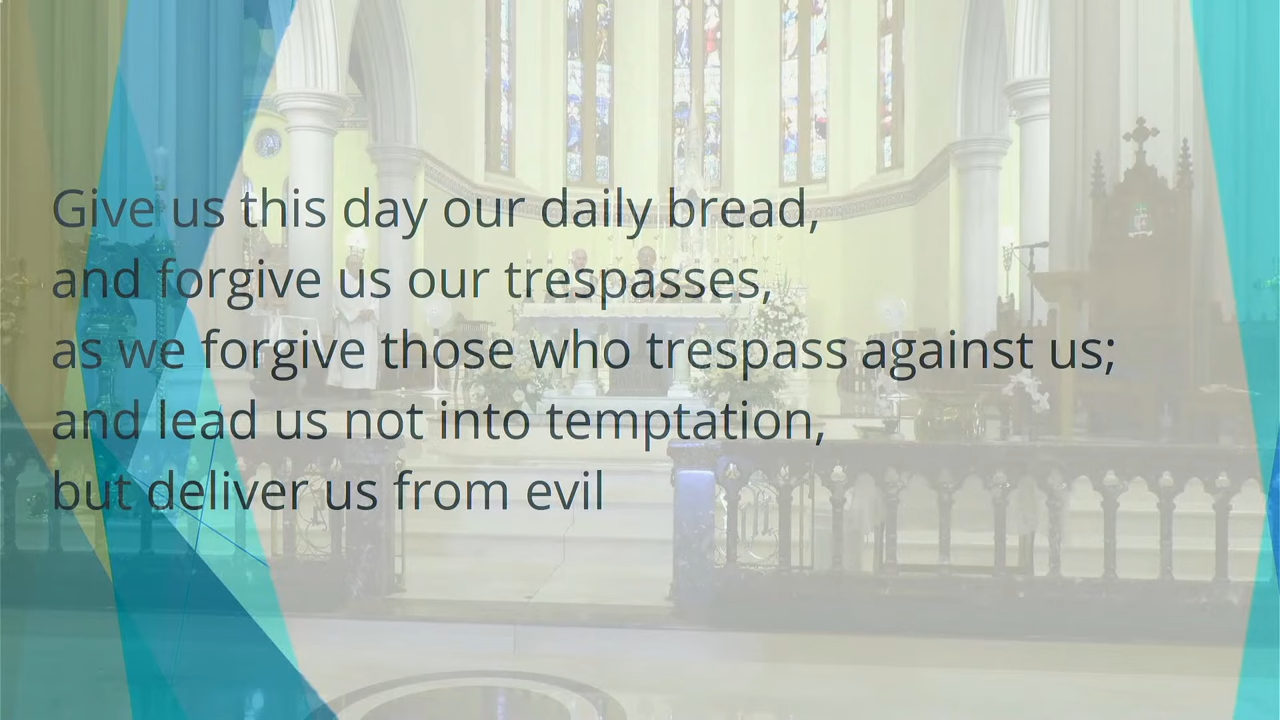 Give us this day our daily bread,
and forgive us our trespasses,
as we forgive those who trespass against us;
and lead us not into temptation,
but deliver us from evil